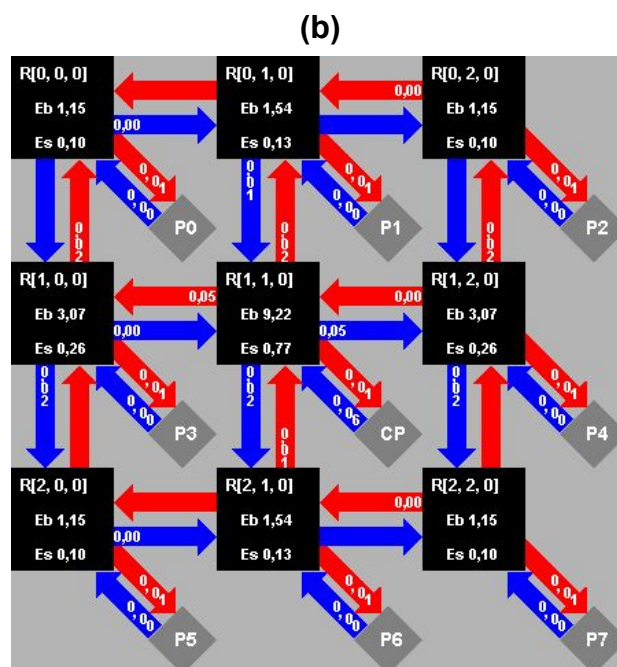 (b)
R[0, 0, 0]
Eb 1,15
Es 0,10
0,00
R[0, 1, 0]
Eb 1,54
Es 0,13
0,00
R[0, 2, 0]
Eb 1,15
Es 0,10
0,02
0,01
0,00
P0
0,01
0,02
0,01
0,00
P1
0,02
0,01
0,00
P2
R[1, 0, 0]
Eb 3,07
Es 0,26
0,05
0,00
R[1, 1, 0]
Eb 9,22
Es 0,77
0,00
0,05
R[1, 2, 0]
Eb 3,07
Es 0,26
0,02
0,01
0,00
P3
0,01
0,01
0,06
CP
0,02
0,01
0,00
P4
R[2, 0, 0]
Eb 1,15
Es 0,10
0,00
R[2, 1, 0]
Eb 1,54
Es 0,13
0,00
R[2, 2, 0]
Eb 1,15
Es 0,10
0,01
0,00
P5
0,01
0,00
P6
0,01
0,00
P7